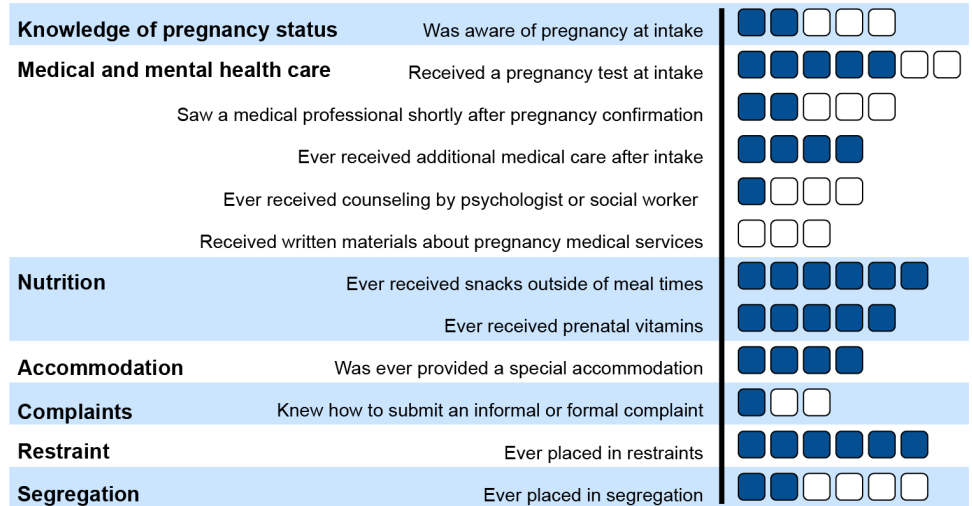 Knowledge of pregnancy status Was aware of pregnancy at intake
Medical and mental health care Received a pregnancy test at intake
Saw a medical professional shortly after pregnancy confirmation
Ever received additional medical care after intake
Ever received counseling by psychologist or social worker
Received written materials about pregnancy medical services
Nutrition Ever received snacks outside of meal times
Ever received prenatal vitamins
Accommodation Was ever provided a special accommodation
Complaints Knew how to submit an informal or formal complaint
Restraint Ever placed in restraints
Segregation Ever placed in segregation